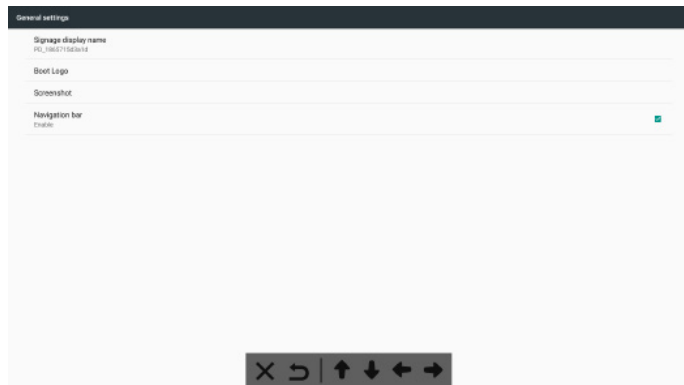 General settings
Signage display name
Boot Logo
Screenshot
Navigation bar
Enable